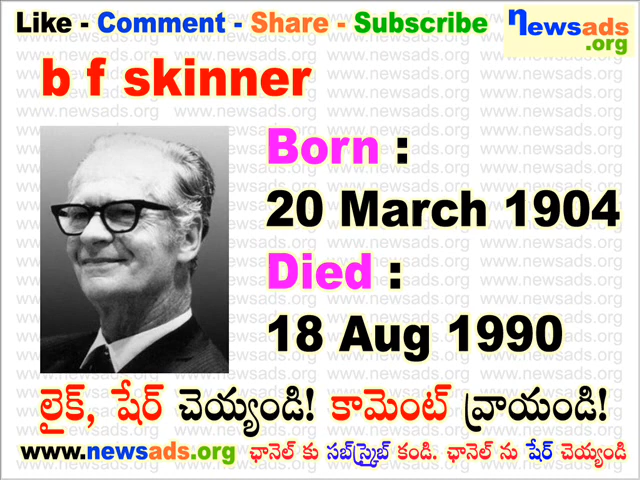 Like - Comment - Share - Subscribe
newsads
.org
b f skinner
Born :
20 March 1904
Died :
18 Aug 1990
లైక్, షేర్ చెయ్యండి! కామెంట్ వ్రాయండి!
www.newsads.org ఛానెల్ కు సబ్‌స్క్రైబ్ కండి. ఛానెల్ ను షేర్ చెయ్యండి